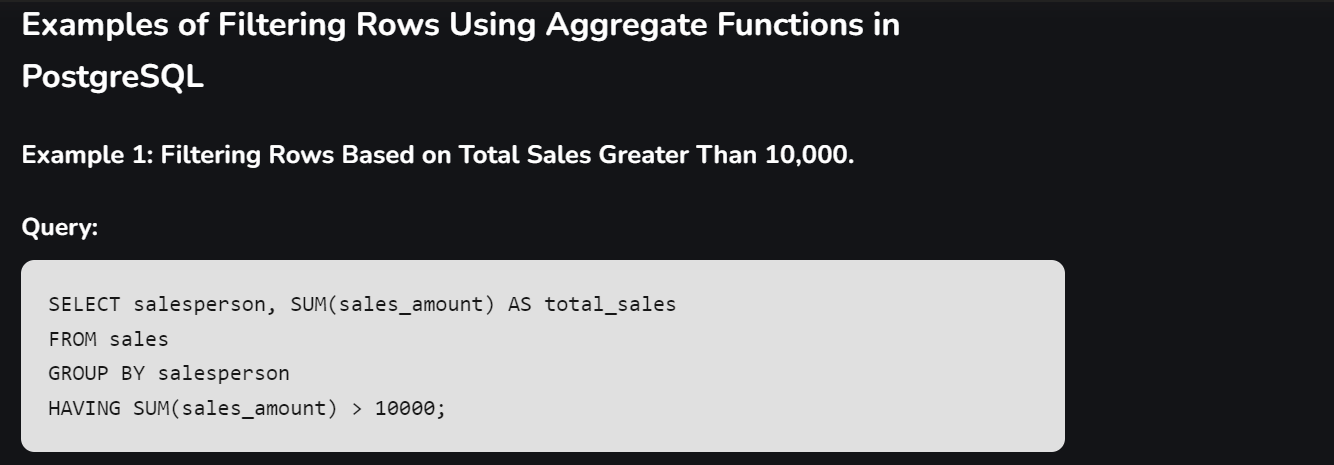 Examples of Filtering Rows Using Aggregate Functions in
PostgreSQL
Example 1: Filtering Rows Based on Total Sales Greater Than 10,000.
Query:
SELECT salesperson, SUM(sales_amount) AS total_sales
FROM sales
GROUP BY salesperson
HAVING SUM(sales_amount) > 10000;